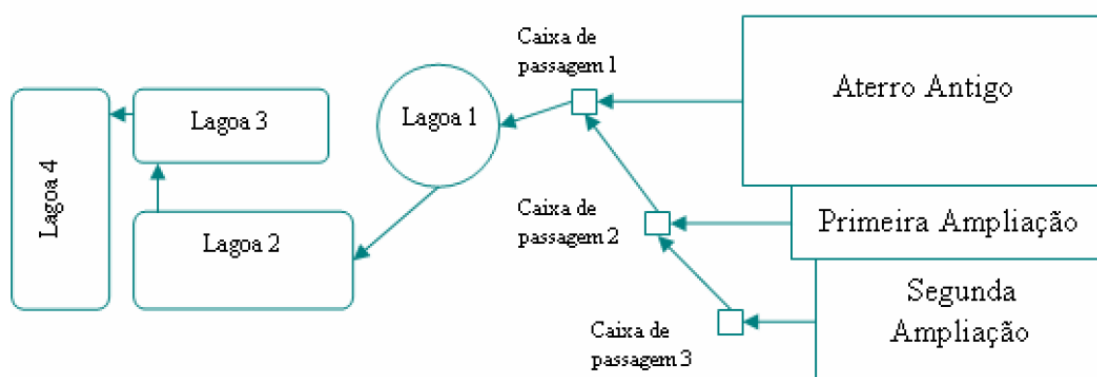 Caixa de
passagem 1
Aterro Antigo
Lagoa 3
Lagoa 1
Lagoa 4
Lagoa 2
Caixa de
passagem 2
Primeira Ampliação
Segunda
Ampliação
Caixa de
passagem 3